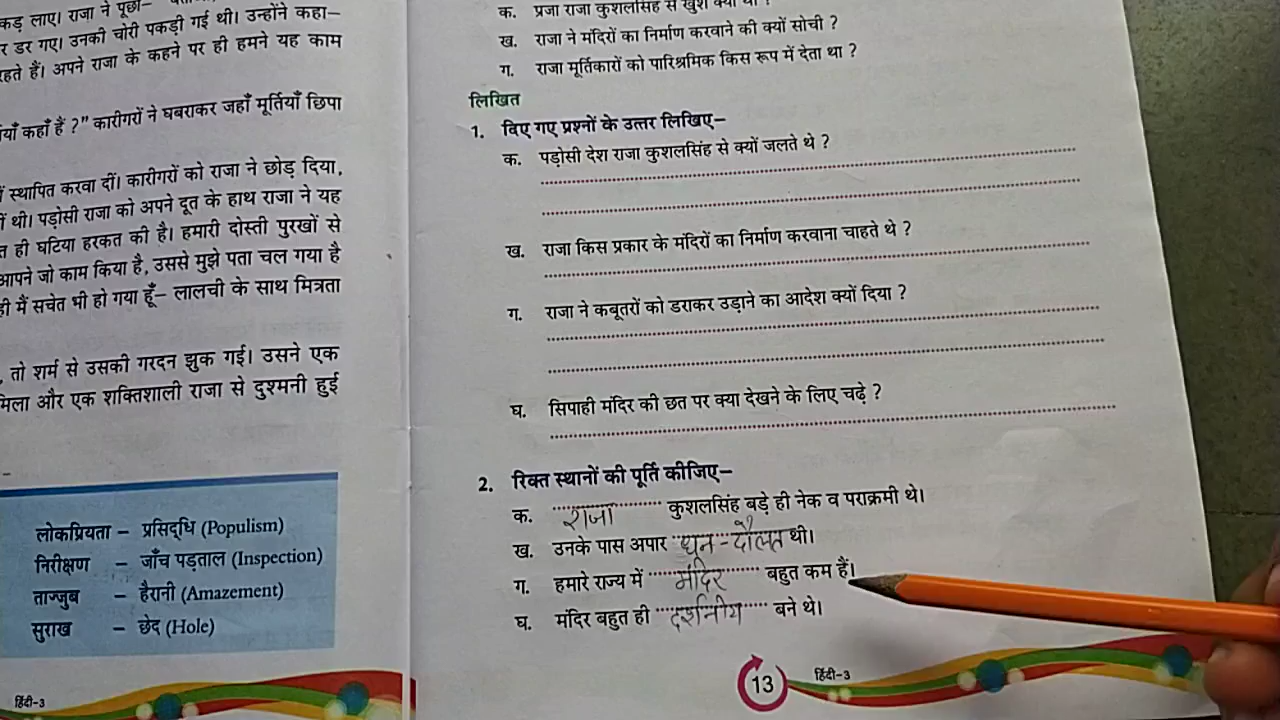 कड़ लाए। राजा ने पूछा–
र डर गए। उनकी चोरी पकड़ी गई थी। उन्होंने कहा–
रहते हैं। अपने राजा के कहने पर ही हमने यह काम
याँ कहाँ हैं ?” कारीगरों ने घबराकर जहाँ मूर्तियाँ छिपा
स्थापित करवा दीं। कारीगरों को राजा ने छोड़ दिया,
थी। पड़ोसी राजा को अपने दूत के हाथ राजा ने यह
त ही घटिया हरकत की है। हमारी दोस्ती पुरखों से
आपने जो काम किया है, उससे मुझे पता चल गया है
ही मैं सचेत भी हो गया हूँ– लालची के साथ मित्रता
, तो शर्म से उसकी गरदन झुक गई। उसने एक
मिला और एक शक्तिशाली राजा से दुश्मनी हुई
लोकप्रियता – प्रसिद्धि (Populism)
निरीक्षण – जाँच पड़ताल (Inspection)
ताज्जुब – हैरानी (Amazement)
सुराख – छेद (Hole)
हिंदी-3
क. प्रजा राजा कुशलसिंह से खुश क्यों थी ?
ख. राजा ने मंदिरों का निर्माण करवाने की क्यों सोची ?
ग. राजा मूर्तिकारों को पारिश्रमिक किस रूप में देता था ?
लिखित
1. दिए गए प्रश्नों के उत्तर लिखिए–
क. पड़ोसी देश राजा कुशलसिंह से क्यों जलते थे ?
ख. राजा किस प्रकार के मंदिरों का निर्माण करवाना चाहते थे ?
ग. राजा ने कबूतरों को डराकर उड़ाने का आदेश क्यों दिया ?
घ. सिपाही मंदिर की छत पर क्या देखने के लिए चढ़े ?
2. रिक्त स्थानों की पूर्ति कीजिए–
क. राजा कुशलसिंह बड़े ही नेक व पराक्रमी थे।
ख. उनके पास अपार धन-दौलत थी।
ग. हमारे राज्य में मंदिर बहुत कम हैं।
घ. मंदिर बहुत ही दर्शनीय बने थे।
13
हिंदी-3